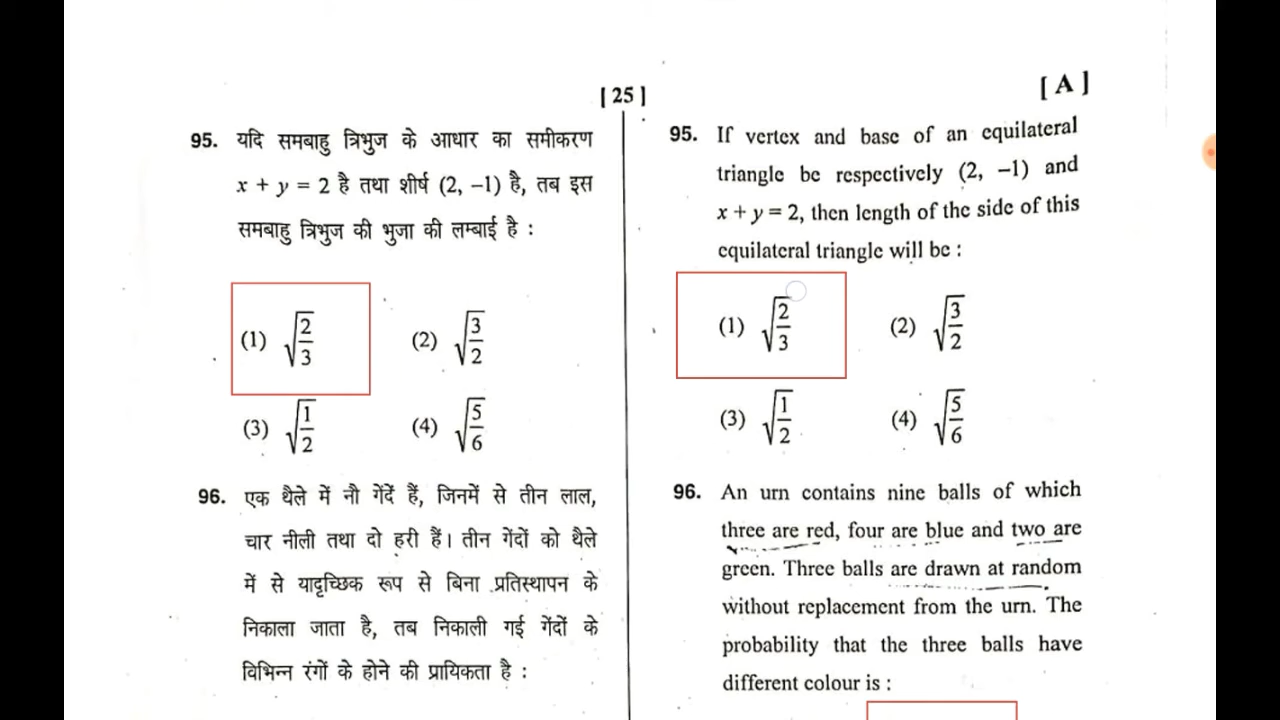 [ 25 ]
[ A ]
95. यदि समबाहु त्रिभुज के आधार का समीकरण
x + y = 2 है तथा शीर्ष (2, –1) है, तब इस
समबाहु त्रिभुज की भुजा की लम्बाई है :
(1) √(2/3) (2) √(3/2)
(3) √(1/2) (4) √(5/6)
96. एक थैले में नौ गेंदें हैं, जिनमें से तीन लाल,
चार नीली तथा दो हरी हैं। तीन गेंदों को थैले
में से यादृच्छिक रूप से बिना प्रतिस्थापन के
निकाला जाता है, तब निकाली गई गेंदों के
विभिन्न रंगों के होने की प्रायिकता है :
95. If vertex and base of an equilateral
triangle be respectively (2, –1) and
x + y = 2, then length of the side of this
equilateral triangle will be :
(1) √(2/3) (2) √(3/2)
(3) √(1/2) (4) √(5/6)
96. An urn contains nine balls of which
three are red, four are blue and two are
green. Three balls are drawn at random
without replacement from the urn. The
probability that the three balls have
different colour is :